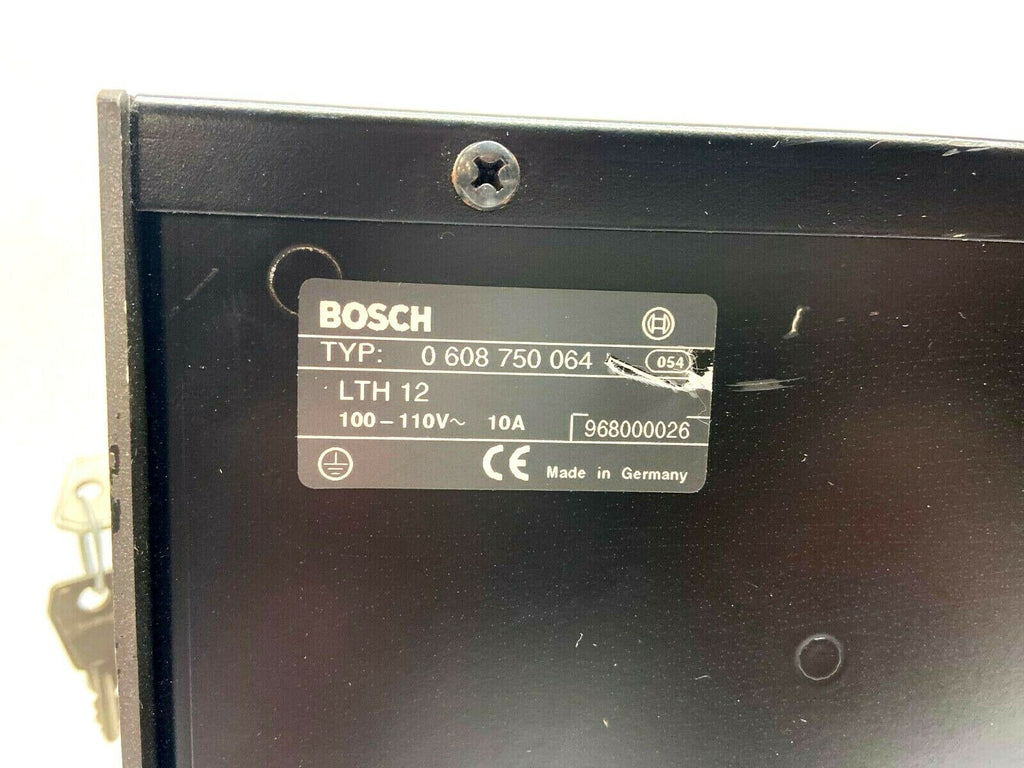 BOSCH
TYP: 0 608 750 064 054
LTH 12
100 – 110V~ 10A 968000026
CE Made in Germany